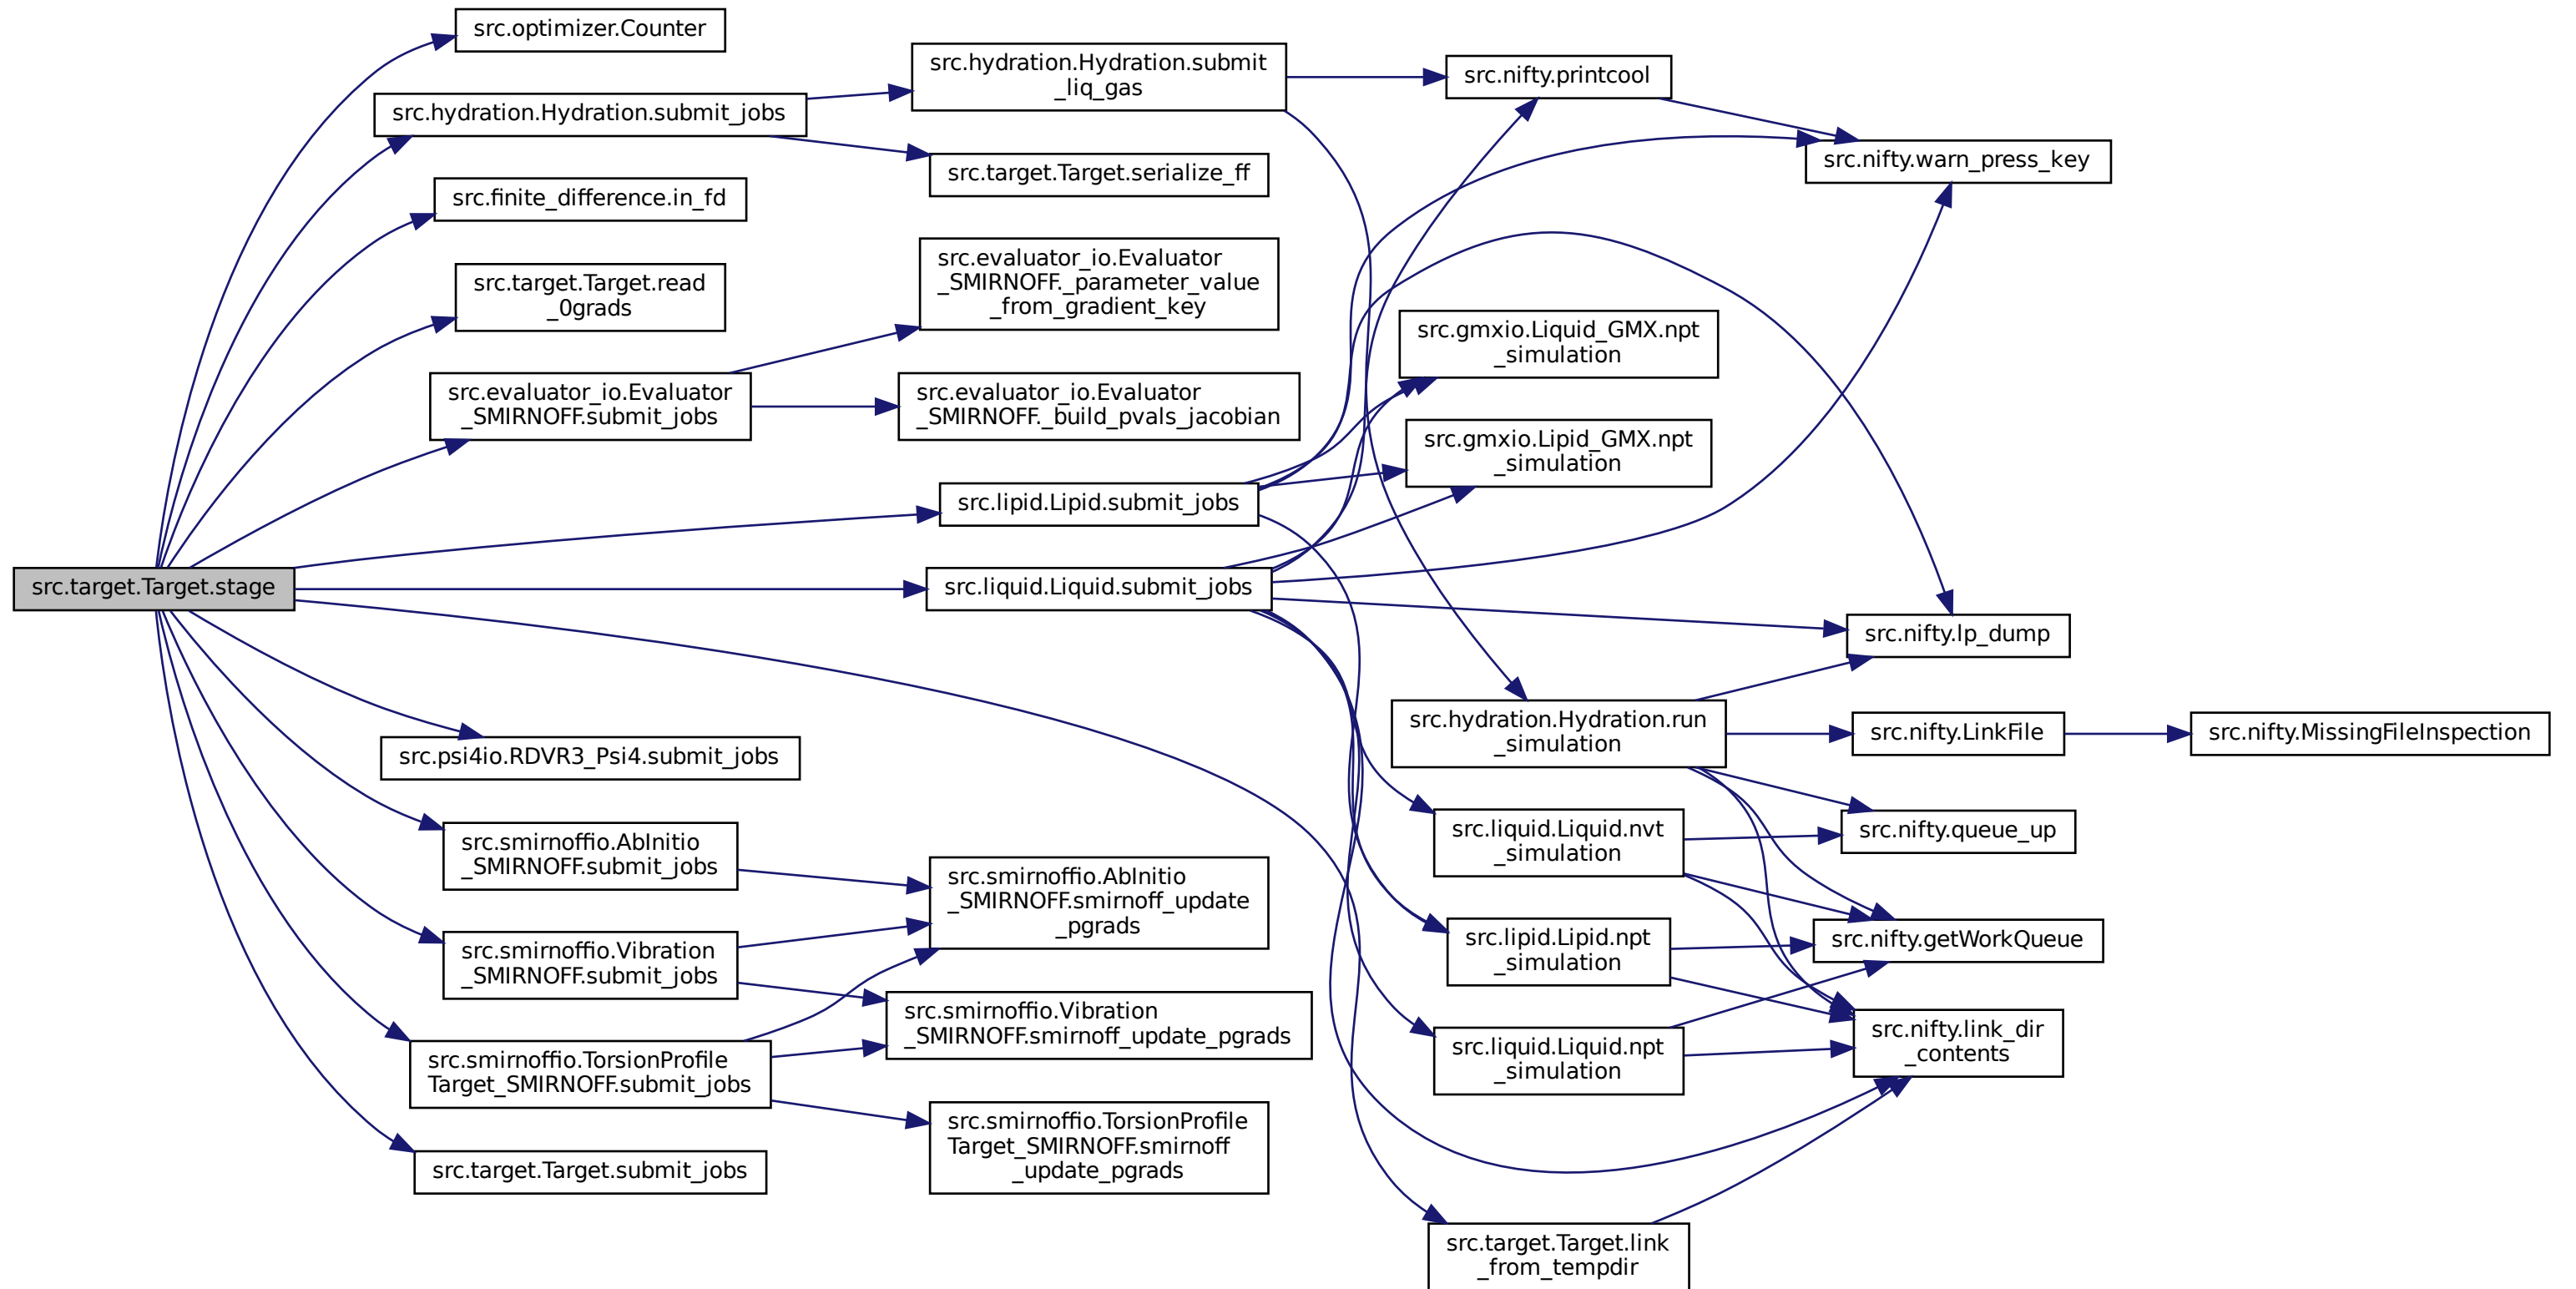 src.optimizer.Counter
src.hydration.Hydration.submit_jobs
src.finite_difference.in_fd
src.target.Target.read
_0grads
src.evaluator_io.Evaluator
_SMIRNOFF.submit_jobs
src.target.Target.stage
src.psi4io.RDVR3_Psi4.submit_jobs
src.smirnoffio.AbInitio
_SMIRNOFF.submit_jobs
src.smirnoffio.Vibration
_SMIRNOFF.submit_jobs
src.smirnoffio.TorsionProfile
Target_SMIRNOFF.submit_jobs
src.target.Target.submit_jobs
src.hydration.Hydration.submit
_liq_gas
src.target.Target.serialize_ff
src.evaluator_io.Evaluator
_SMIRNOFF._parameter_value
_from_gradient_key
src.evaluator_io.Evaluator
_SMIRNOFF._build_pvals_jacobian
src.lipid.Lipid.submit_jobs
src.liquid.Liquid.submit_jobs
src.smirnoffio.AbInitio
_SMIRNOFF.smirnoff_update
_pgrads
src.smirnoffio.Vibration
_SMIRNOFF.smirnoff_update_pgrads
src.smirnoffio.TorsionProfile
Target_SMIRNOFF.smirnoff
_update_pgrads
src.nifty.printcool
src.gmxio.Liquid_GMX.npt
_simulation
src.gmxio.Lipid_GMX.npt
_simulation
src.hydration.Hydration.run
_simulation
src.liquid.Liquid.nvt
_simulation
src.lipid.Lipid.npt
_simulation
src.liquid.Liquid.npt
_simulation
src.target.Target.link
_from_tempdir
src.nifty.warn_press_key
src.nifty.lp_dump
src.nifty.LinkFile
src.nifty.queue_up
src.nifty.getWorkQueue
src.nifty.link_dir
_contents
src.nifty.MissingFileInspection